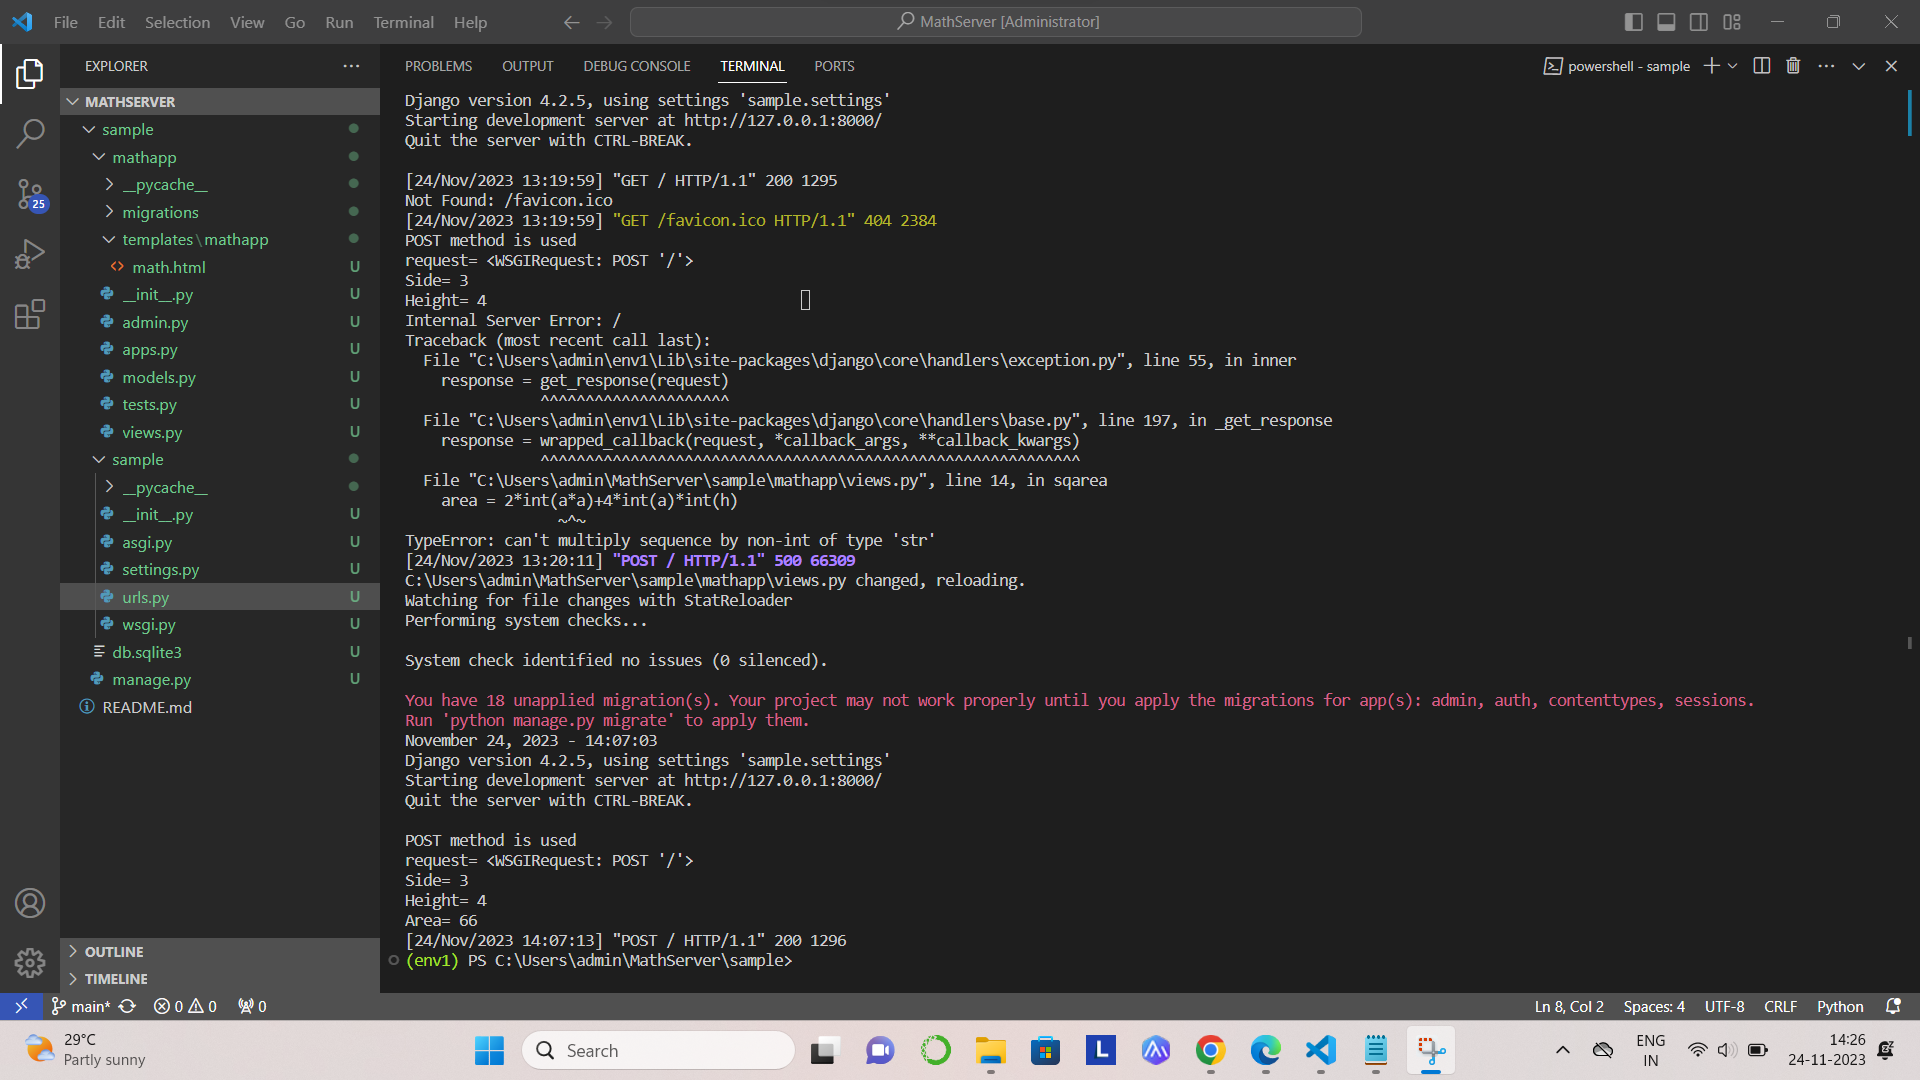 File Edit Selection View Go Run Terminal Help
MathServer [Administrator]
EXPLORER
MATHSERVER
sample
mathapp
__pycache__
migrations
templates\mathapp
math.html U
__init__.py U
admin.py U
apps.py U
models.py U
tests.py U
views.py U
sample
__pycache__
__init__.py U
asgi.py U
settings.py U
urls.py U
wsgi.py U
db.sqlite3 U
manage.py U
README.md
OUTLINE
TIMELINE
25
PROBLEMS OUTPUT DEBUG CONSOLE TERMINAL PORTS
powershell - sample
Django version 4.2.5, using settings 'sample.settings'
Starting development server at http://127.0.0.1:8000/
Quit the server with CTRL-BREAK.
[24/Nov/2023 13:19:59] "GET / HTTP/1.1" 200 1295
Not Found: /favicon.ico
[24/Nov/2023 13:19:59] "GET /favicon.ico HTTP/1.1" 404 2384
POST method is used
request= <WSGIRequest: POST '/'>
Side= 3
Height= 4
Internal Server Error: /
Traceback (most recent call last):
File "C:\Users\admin\env1\Lib\site-packages\django\core\handlers\exception.py", line 55, in inner
response = get_response(request)
^^^^^^^^^^^^^^^^^^^^^
File "C:\Users\admin\env1\Lib\site-packages\django\core\handlers\base.py", line 197, in _get_response
response = wrapped_callback(request, *callback_args, **callback_kwargs)
^^^^^^^^^^^^^^^^^^^^^^^^^^^^^^^^^^^^^^^^^^^^^^^^^^^^^^^^^^^^
File "C:\Users\admin\MathServer\sample\mathapp\views.py", line 14, in sqarea
area = 2*int(a*a)+4*int(a)*int(h)
~^~
TypeError: can't multiply sequence by non-int of type 'str'
[24/Nov/2023 13:20:11] "POST / HTTP/1.1" 500 66309
C:\Users\admin\MathServer\sample\mathapp\views.py changed, reloading.
Watching for file changes with StatReloader
Performing system checks...
System check identified no issues (0 silenced).
You have 18 unapplied migration(s). Your project may not work properly until you apply the migrations for app(s): admin, auth, contenttypes, sessions.
Run 'python manage.py migrate' to apply them.
November 24, 2023 - 14:07:03
Django version 4.2.5, using settings 'sample.settings'
Starting development server at http://127.0.0.1:8000/
Quit the server with CTRL-BREAK.
POST method is used
request= <WSGIRequest: POST '/'>
Side= 3
Height= 4
Area= 66
[24/Nov/2023 14:07:13] "POST / HTTP/1.1" 200 1296
(env1) PS C:\Users\admin\MathServer\sample>
main* 0 0 0
Ln 8, Col 2 Spaces: 4 UTF-8 CRLF Python
29°C
Partly sunny
Search
L
ENG
IN
14:26
24-11-2023